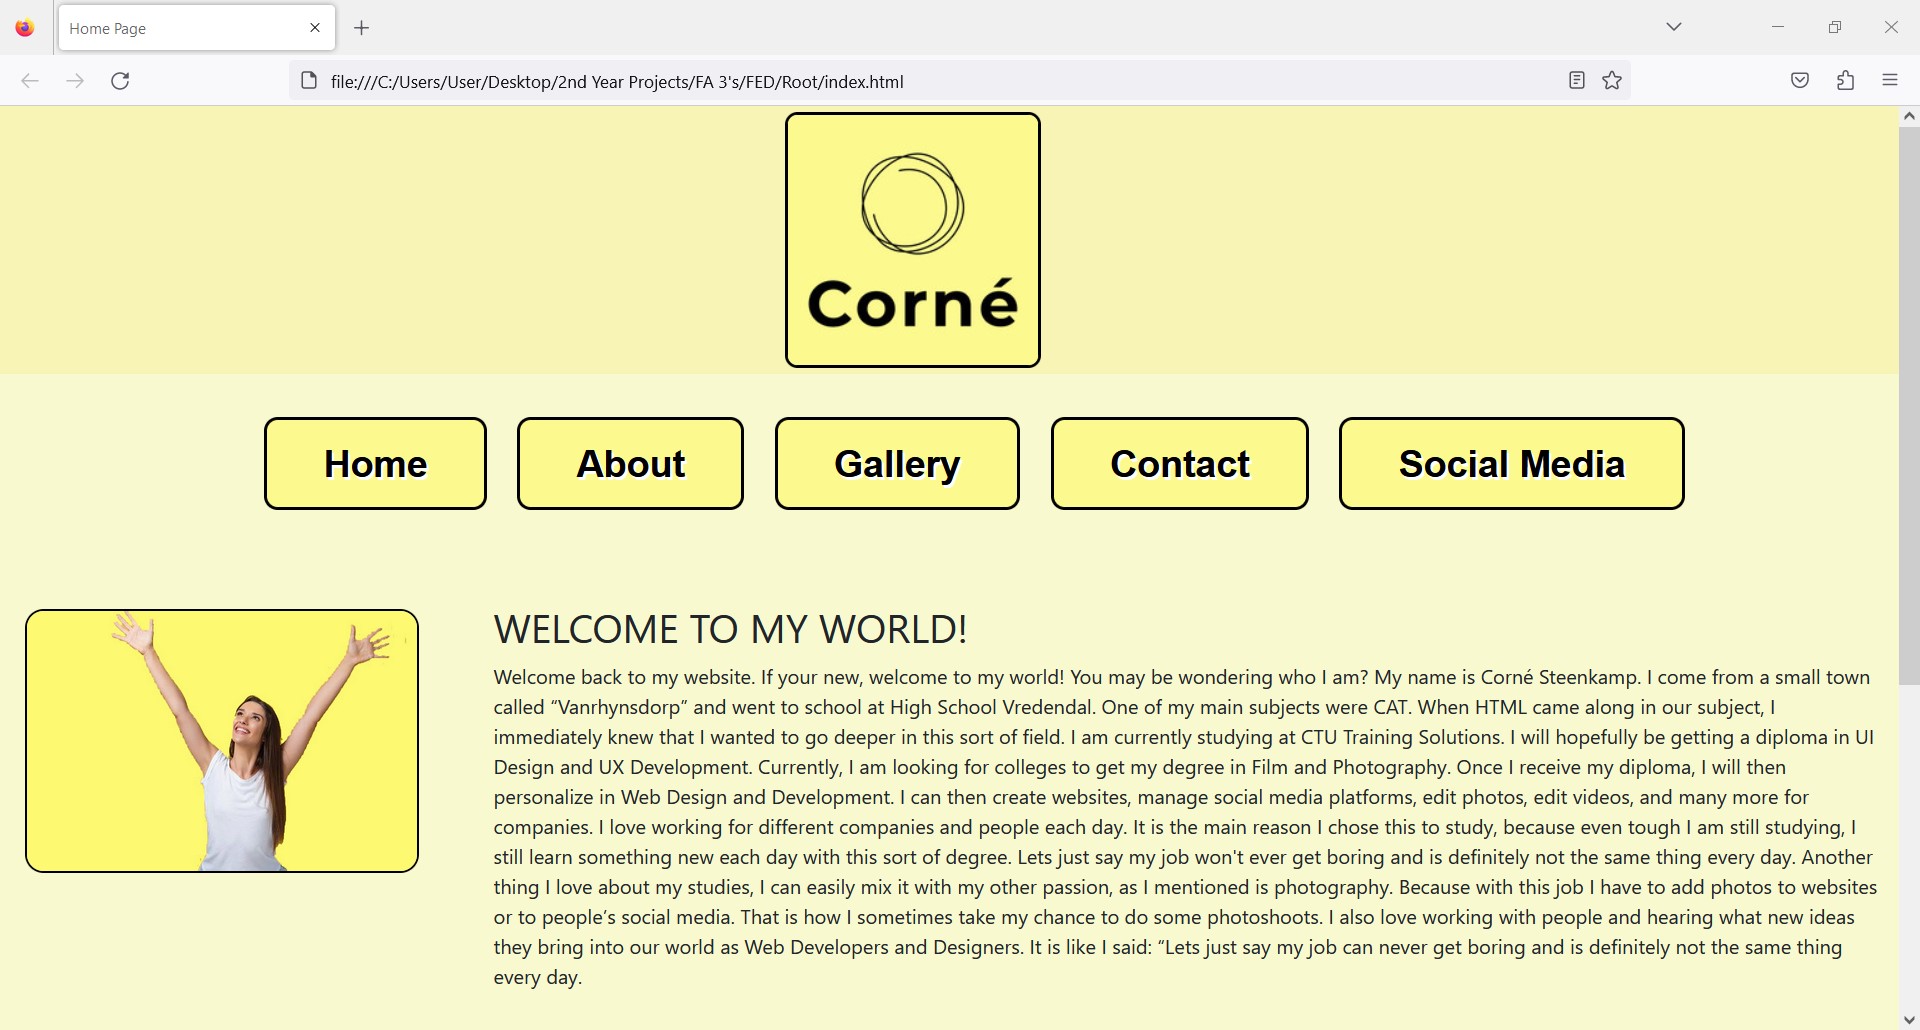 Home Page
file:///C:/Users/User/Desktop/2nd Year Projects/FA 3's/FED/Root/index.html
Corné
Home About Gallery Contact Social Media
WELCOME TO MY WORLD!
Welcome back to my website. If your new, welcome to my world! You may be wondering who I am? My name is Corné Steenkamp. I come from a small town
called “Vanrhynsdorp” and went to school at High School Vredendal. One of my main subjects were CAT. When HTML came along in our subject, I
immediately knew that I wanted to go deeper in this sort of field. I am currently studying at CTU Training Solutions. I will hopefully be getting a diploma in UI
Design and UX Development. Currently, I am looking for colleges to get my degree in Film and Photography. Once I receive my diploma, I will then
personalize in Web Design and Development. I can then create websites, manage social media platforms, edit photos, edit videos, and many more for
companies. I love working for different companies and people each day. It is the main reason I chose this to study, because even tough I am still studying, I
still learn something new each day with this sort of degree. Lets just say my job won't ever get boring and is definitely not the same thing every day. Another
thing I love about my studies, I can easily mix it with my other passion, as I mentioned is photography. Because with this job I have to add photos to websites
or to people’s social media. That is how I sometimes take my chance to do some photoshoots. I also love working with people and hearing what new ideas
they bring into our world as Web Developers and Designers. It is like I said: “Lets just say my job can never get boring and is definitely not the same thing
every day.